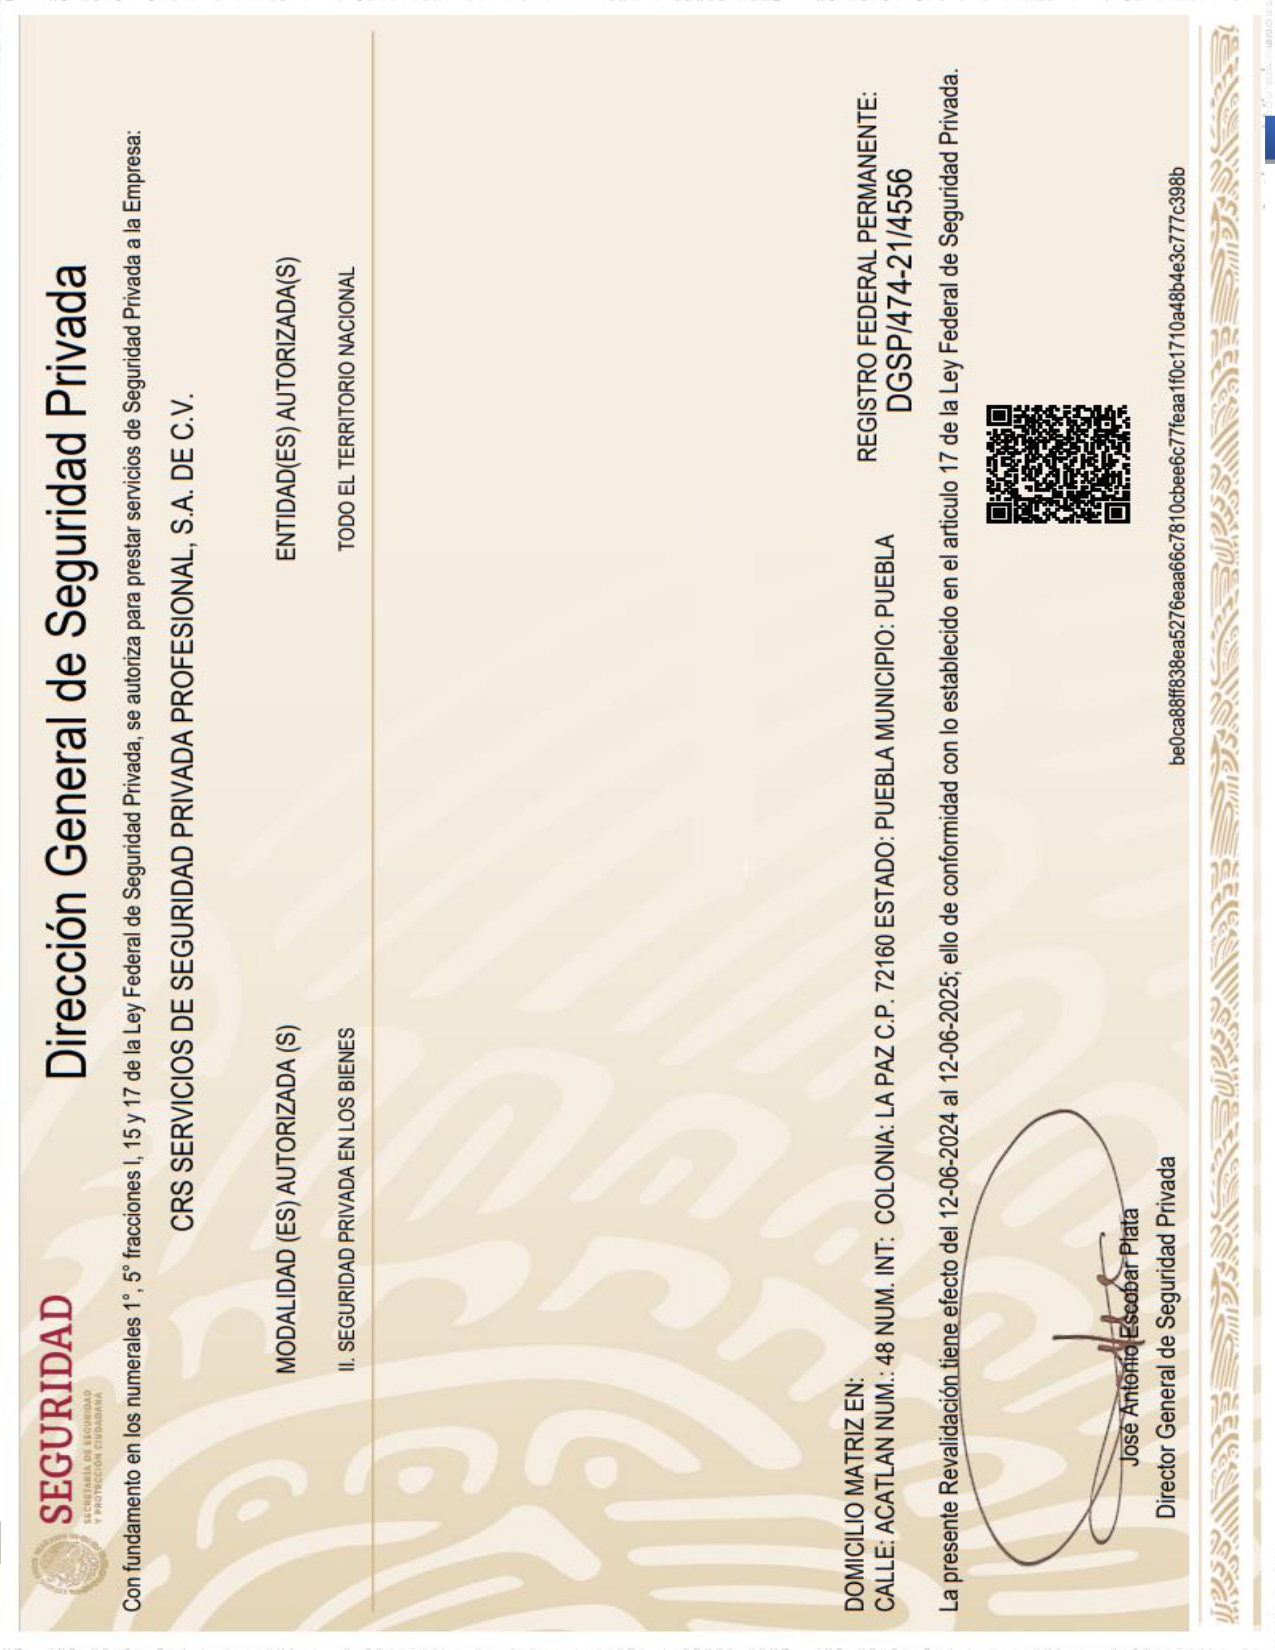 SEGURIDAD
SECRETARÍA DE SEGURIDAD
Y PROTECCIÓN CIUDADANA
Dirección General de Seguridad Privada
Con fundamento en los numerales 1°, 5° fracciones I, 15 y 17 de la Ley Federal de Seguridad Privada, se autoriza para prestar servicios de Seguridad Privada a la Empresa:
CRS SERVICIOS DE SEGURIDAD PRIVADA PROFESIONAL, S.A. DE C.V.
MODALIDAD (ES) AUTORIZADA (S)
ENTIDAD(ES) AUTORIZADA(S)
II. SEGURIDAD PRIVADA EN LOS BIENES
TODO EL TERRITORIO NACIONAL
DOMICILIO MATRIZ EN:
CALLE: ACATLAN NUM.: 48 NUM. INT: COLONIA: LA PAZ C.P. 72160 ESTADO: PUEBLA MUNICIPIO: PUEBLA
REGISTRO FEDERAL PERMANENTE:
DGSP/474-21/4556
La presente Revalidación tiene efecto del 12-06-2024 al 12-06-2025; ello de conformidad con lo establecido en el articulo 17 de la Ley Federal de Seguridad Privada.
José Antonio Escobar Plata
Director General de Seguridad Privada
be0ca88ff838ea5276eaa66c7810cbee6c77feaa1f0c1710a48b4e3c777c398b